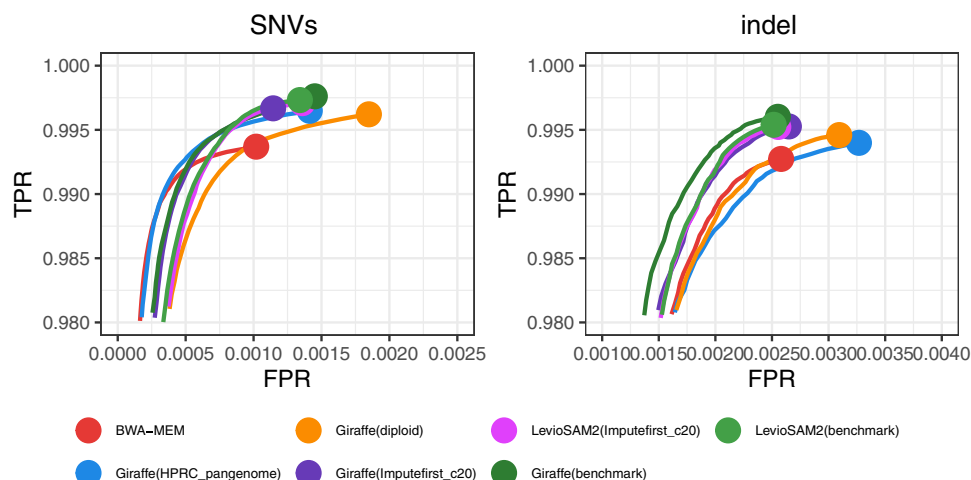 SNVs
indel
TPR
1.000
0.995
0.990
0.985
0.980
0.0000 0.0005 0.0010 0.0015 0.0020 0.0025
FPR
TPR
1.000
0.995
0.990
0.985
0.980
0.0010 0.0015 0.0020 0.0025 0.0030 0.0035 0.0040
FPR
BWA−MEM Giraffe(diploid) LevioSAM2(Imputefirst_c20) LevioSAM2(benchmark)
Giraffe(HPRC_pangenome) Giraffe(Imputefirst_c20) Giraffe(benchmark)